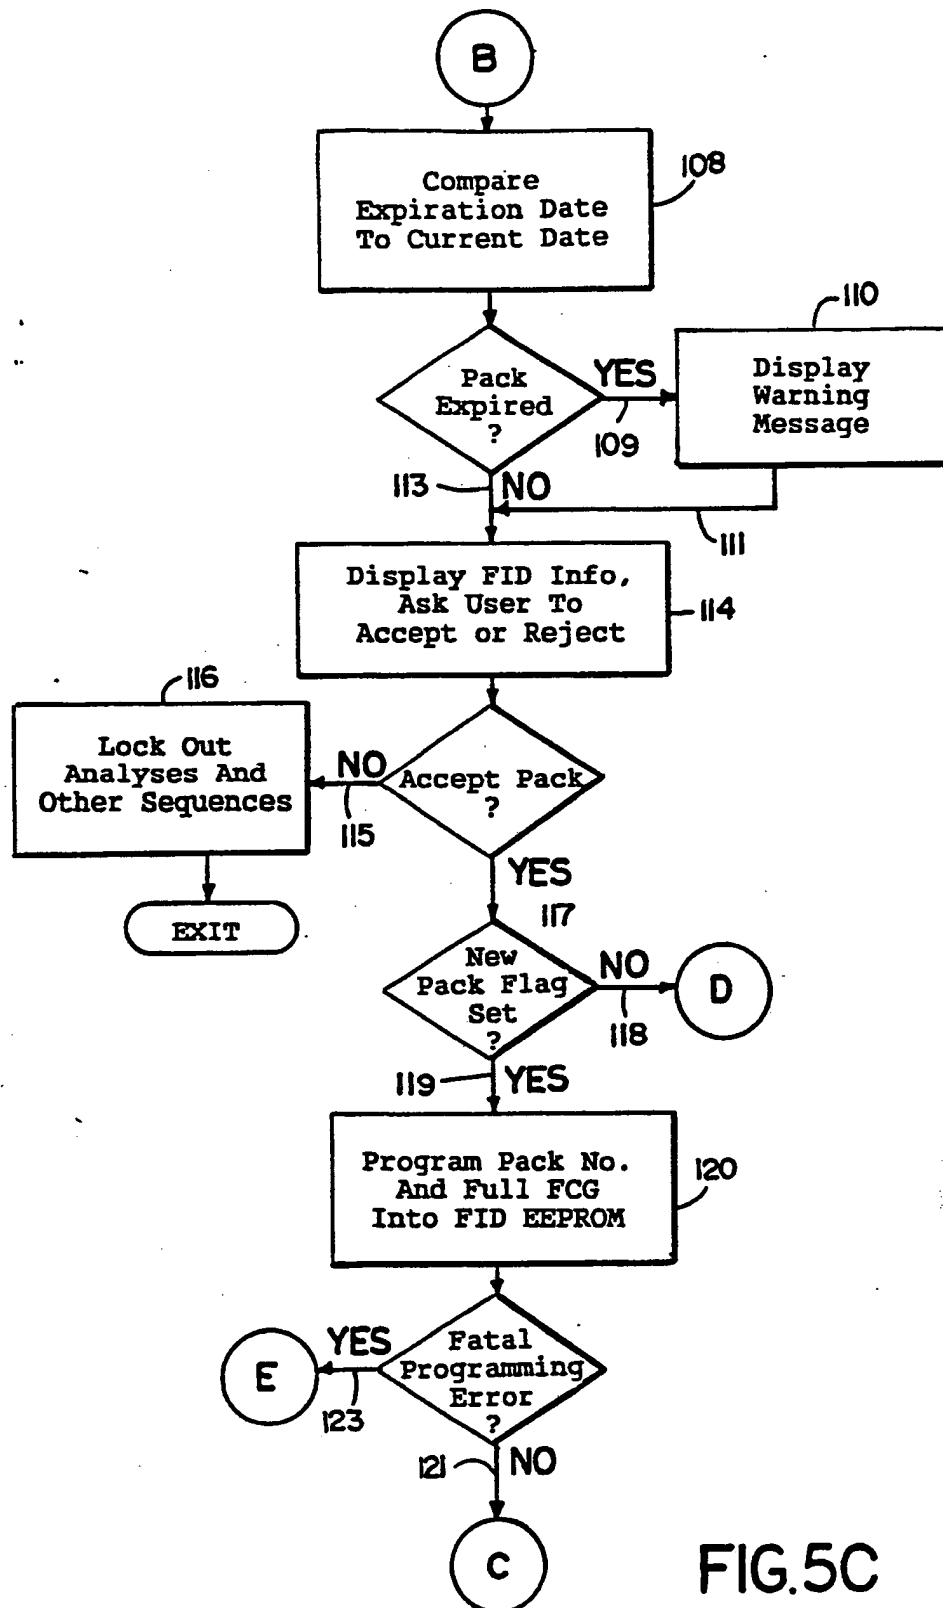 B
Compare
Expiration Date
To Current Date
108
Pack
Expired
?
YES
109
110
Display
Warning
Message
113
NO
111
Display FID Info,
Ask User To
Accept or Reject
114
116
Lock Out
Analyses And
Other Sequences
NO
115
Accept Pack
?
EXIT
YES
117
New
Pack Flag
Set
?
NO
118
D
119
YES
Program Pack No.
And Full FCG
Into FID EEPROM
120
Fatal
Programming
Error
?
YES
123
E
121
NO
C
FIG.5C